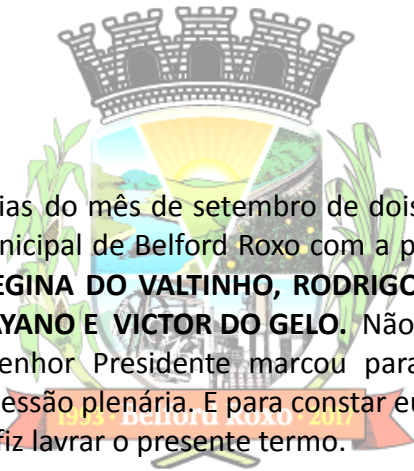 ias do mês de setembro de dois
nicipal de Belford Roxo com a p
EGINA DO VALTINHO, RODRIGO
AYANO E VICTOR DO GELO. Não
enhor Presidente marcou para
essão plenária. E para constar eu
fiz lavrar o presente termo.
1993 • Belford Roxo • 2017